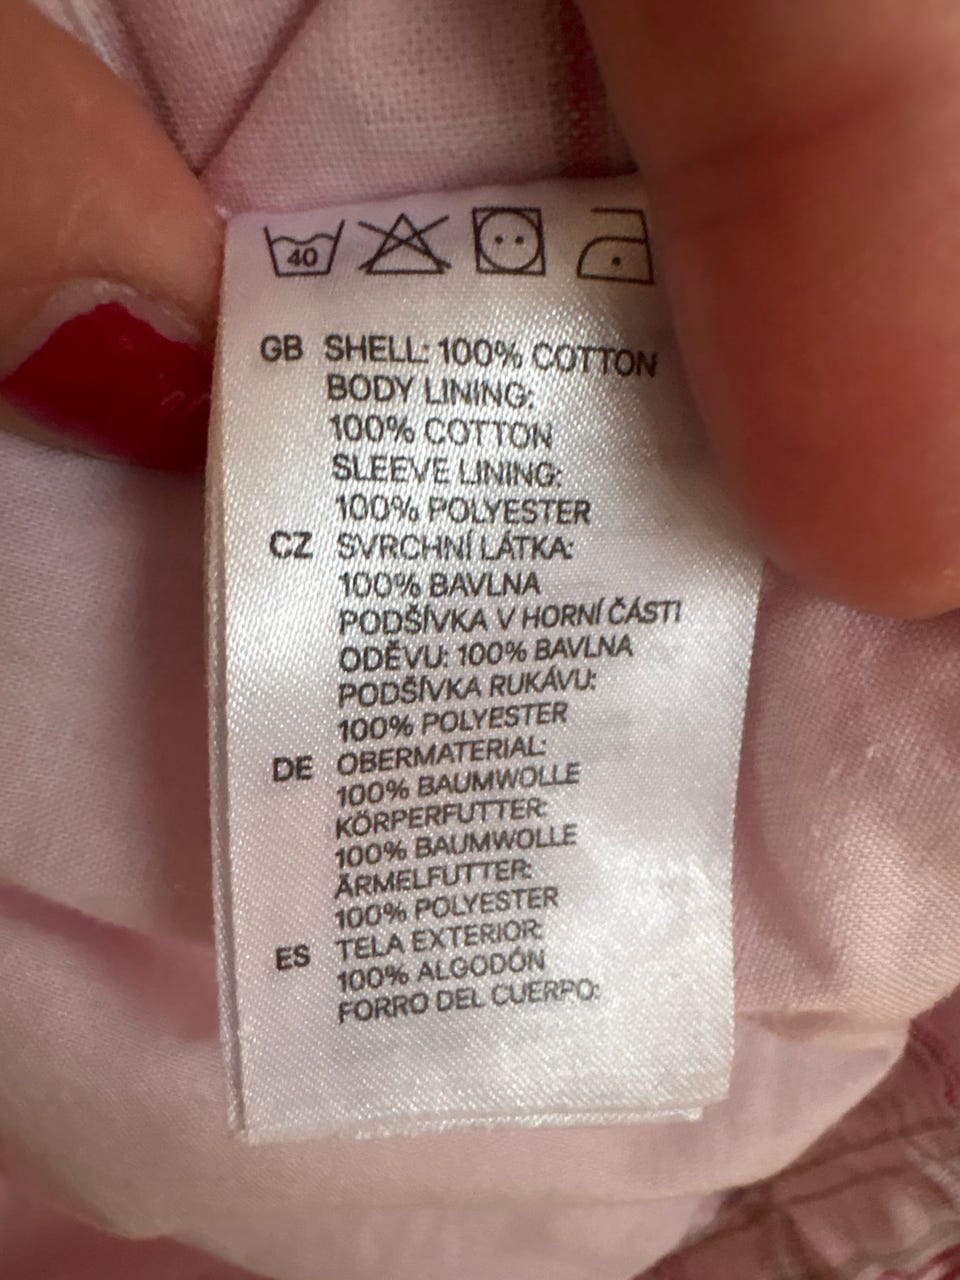 40
GB SHELL: 100% COTTON
BODY LINING:
100% COTTON
SLEEVE LINING:
100% POLYESTER
CZ SVRCHNÍ LÁTKA:
100% BAVLNA
PODŠÍVKA V HORNÍ ČÁSTI
ODĚVU: 100% BAVLNA
PODŠÍVKA RUKÁVU:
100% POLYESTER
DE OBERMATERIAL:
100% BAUMWOLLE
KÖRPERFUTTER:
100% BAUMWOLLE
ÄRMELFUTTER:
100% POLYESTER
ES TELA EXTERIOR:
100% ALGODÓN
FORRO DEL CUERPO: